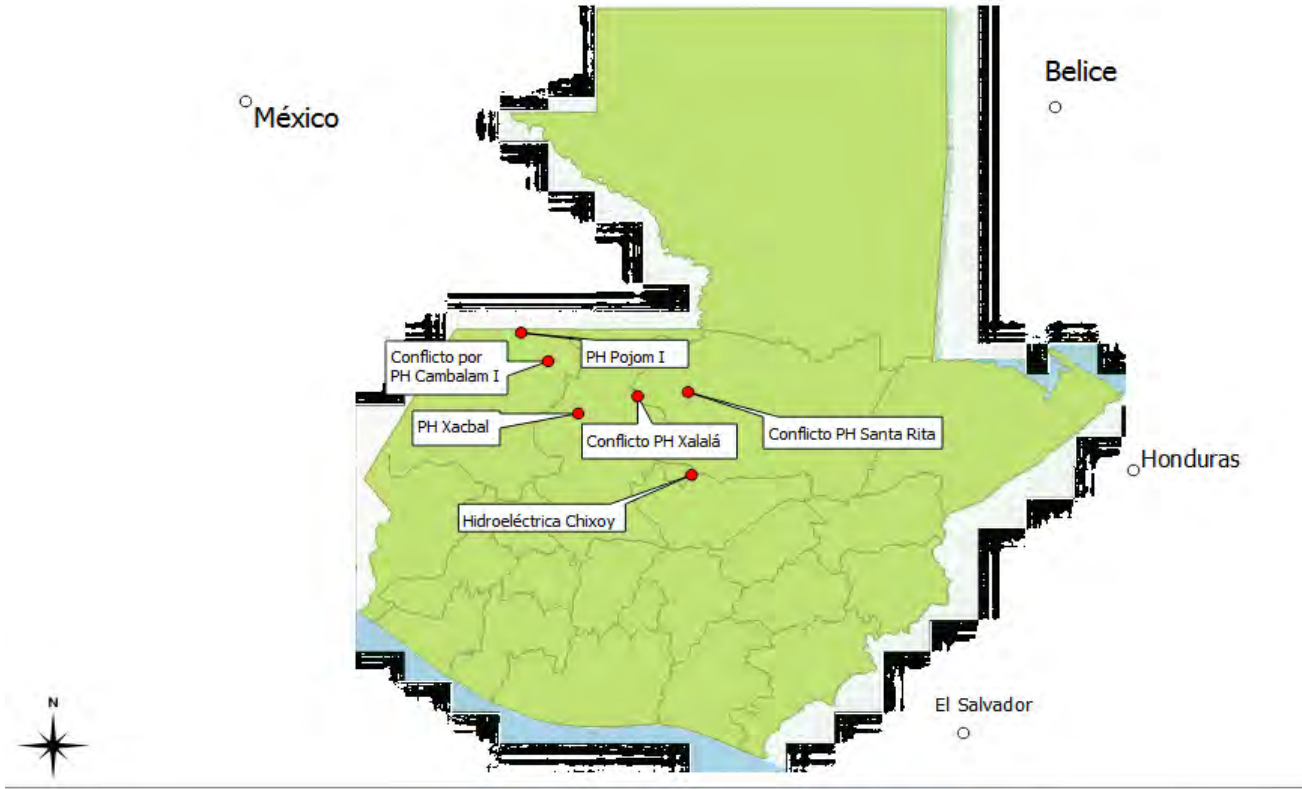 Belice
México
PH Pojom I
Conflicto por
PH Cambalam I
PH Xacbal
Conflicto PH Xalalá
Conflicto PH Santa Rita
Honduras
Hidroeléctrica Chixoy
N
El Salvador